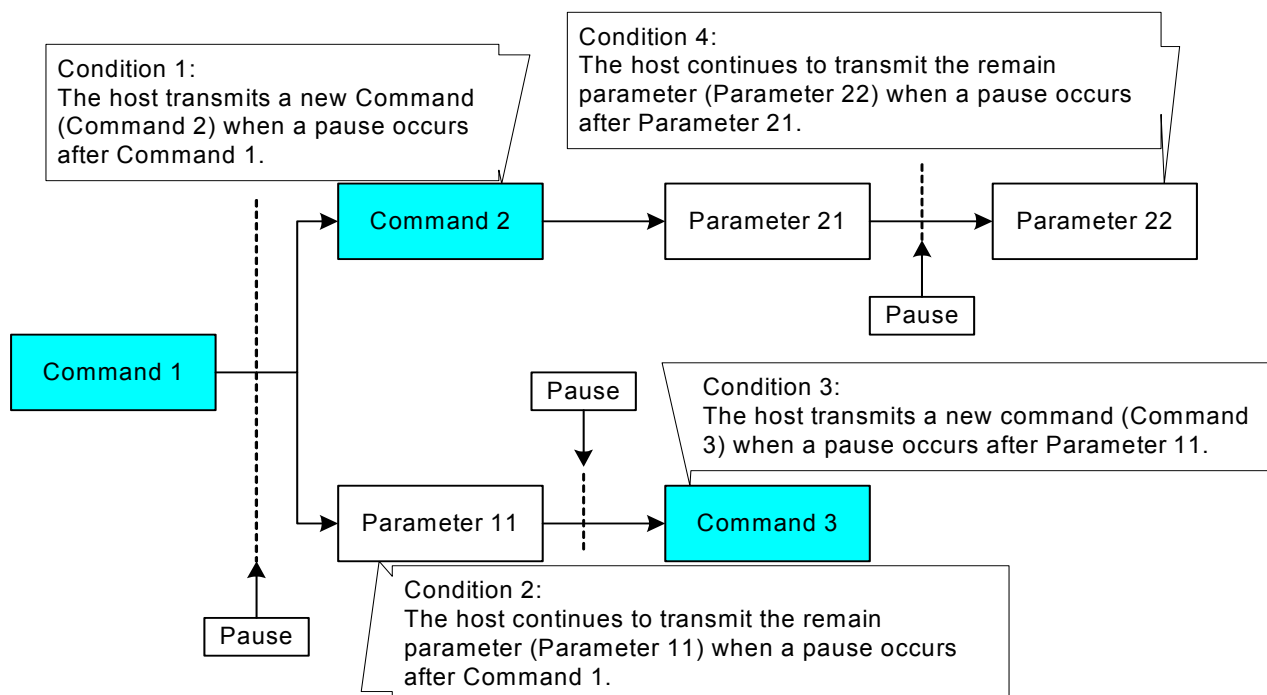 Condition 1:
The host transmits a new Command
(Command 2) when a pause occurs
after Command 1.
Condition 4:
The host continues to transmit the remain
parameter (Parameter 22) when a pause occurs
after Parameter 21.
Command 2
Parameter 21
Parameter 22
Pause
Command 1
Pause
Condition 3:
The host transmits a new command (Command
3) when a pause occurs after Parameter 11.
Parameter 11
Command 3
Pause
Condition 2:
The host continues to transmit the remain
parameter (Parameter 11) when a pause occurs
after Command 1.